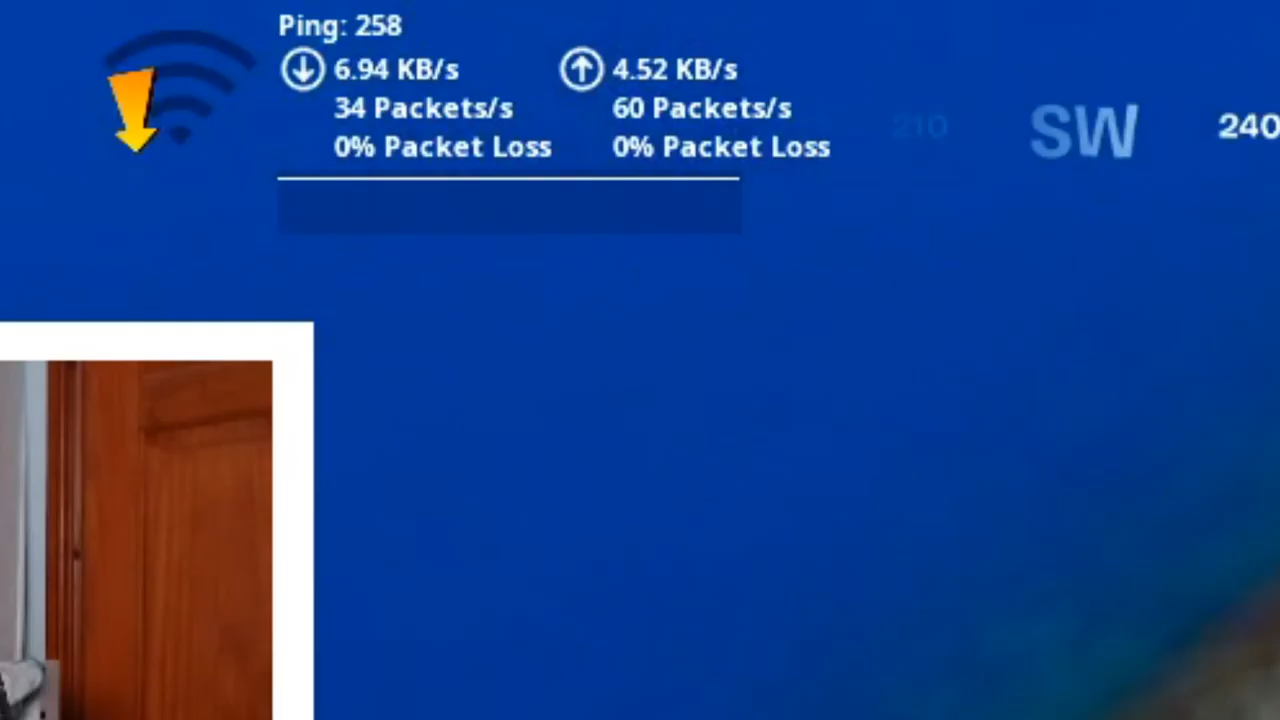 Ping: 258
6.94 KB/s 4.52 KB/s
34 Packets/s 60 Packets/s
0% Packet Loss 0% Packet Loss
210 SW 240